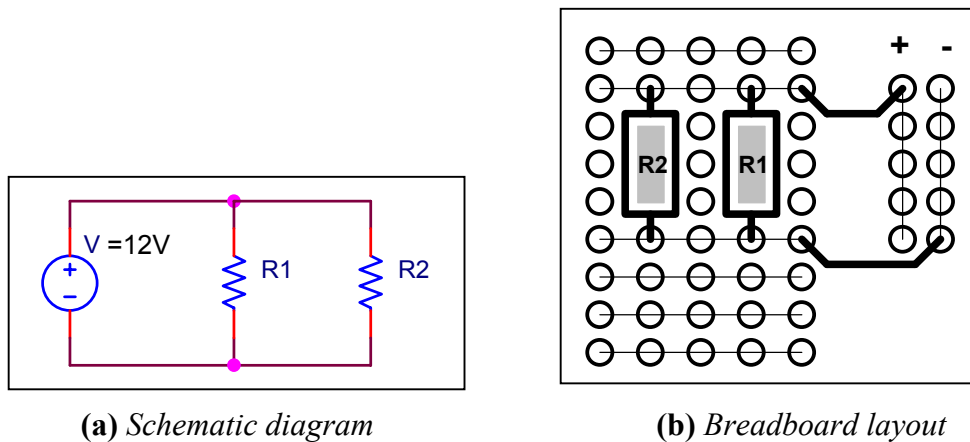 V =12V
+
−
R1
R2
(a) Schematic diagram
+ -
R2 R1
(b) Breadboard layout